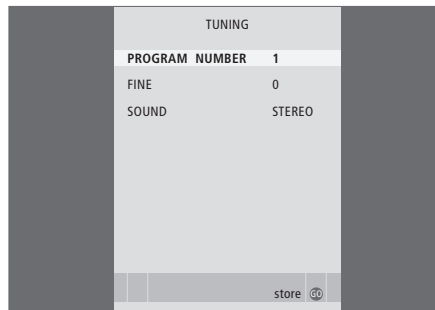 TUNING
PROGRAM NUMBER 1
FINE 0
SOUND STEREO
store GO